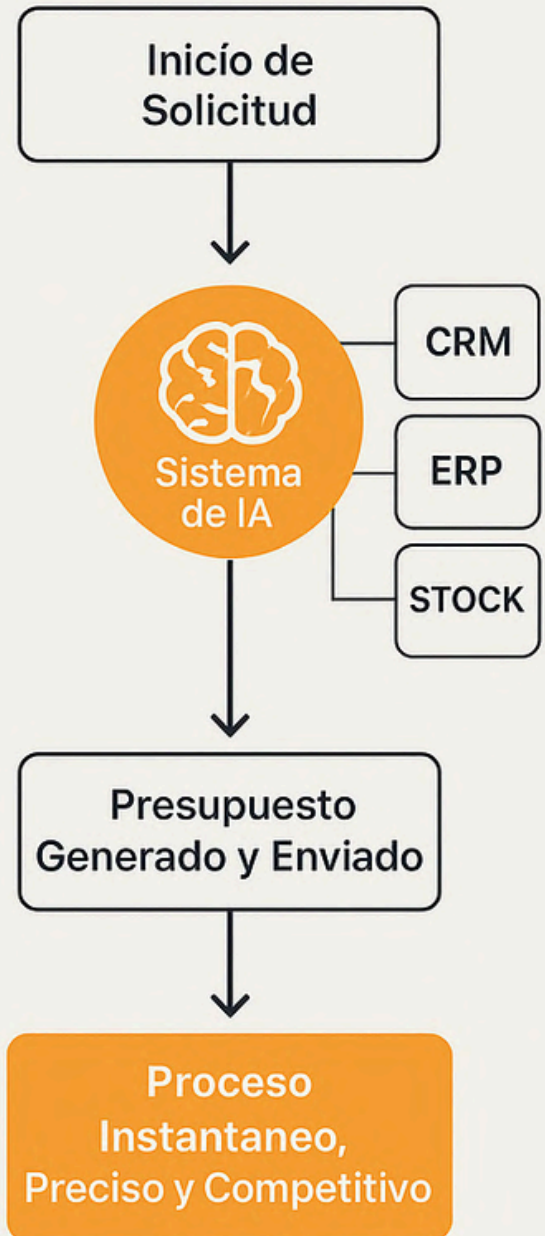 Inicío de
Solicitud
Sistema
de IA
CRM
ERP
STOCK
Presupuesto
Generado y Enviado
Proceso
Instantaneo,
Preciso y Competitivo